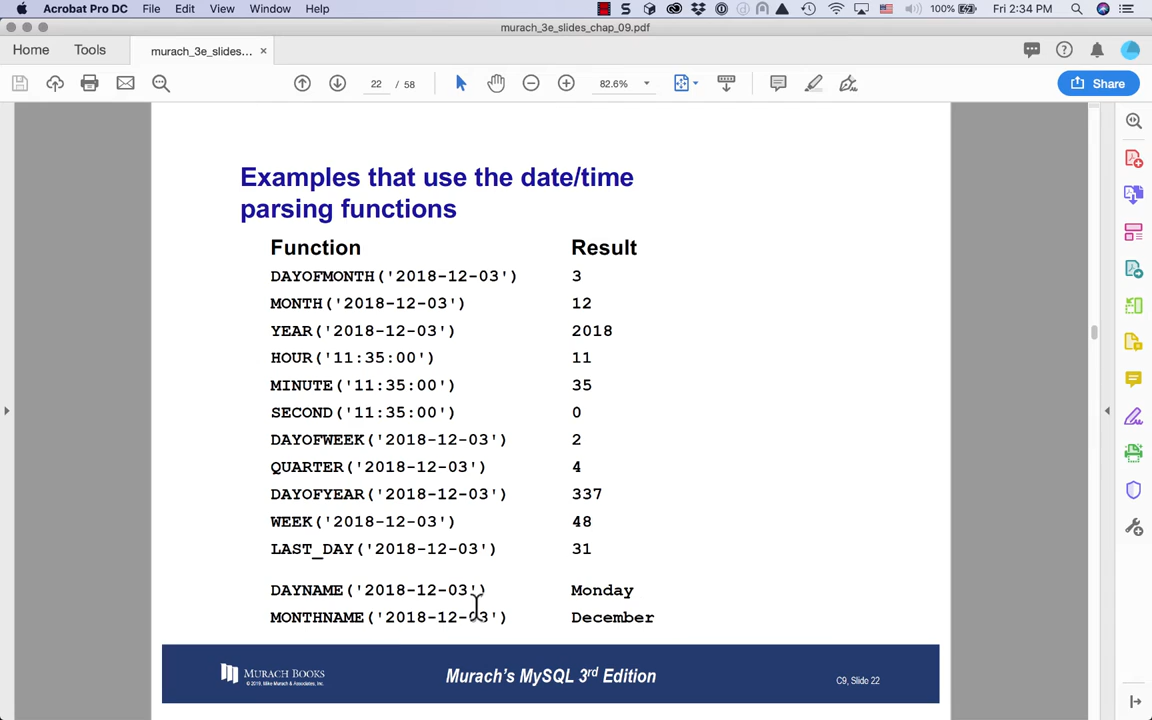 Acrobat Pro DC File Edit View Window Help 100% Fri 2:34 PM
murach_3e_slides_chap_09.pdf
Home Tools murach_3e_slides... ×
22 / 58 82.6% Share
Examples that use the date/time
parsing functions
Function Result
DAYOFMONTH('2018-12-03') 3
MONTH('2018-12-03') 12
YEAR('2018-12-03') 2018
HOUR('11:35:00') 11
MINUTE('11:35:00') 35
SECOND('11:35:00') 0
DAYOFWEEK('2018-12-03') 2
QUARTER('2018-12-03') 4
DAYOFYEAR('2018-12-03') 337
WEEK('2018-12-03') 48
LAST_DAY('2018-12-03') 31
DAYNAME('2018-12-03') Monday
MONTHNAME('2018-12-03') December
MURACH BOOKS
© 2019, Mike Murach & Associates, Inc.
Murach's MySQL 3rd Edition
C9, Slide 22